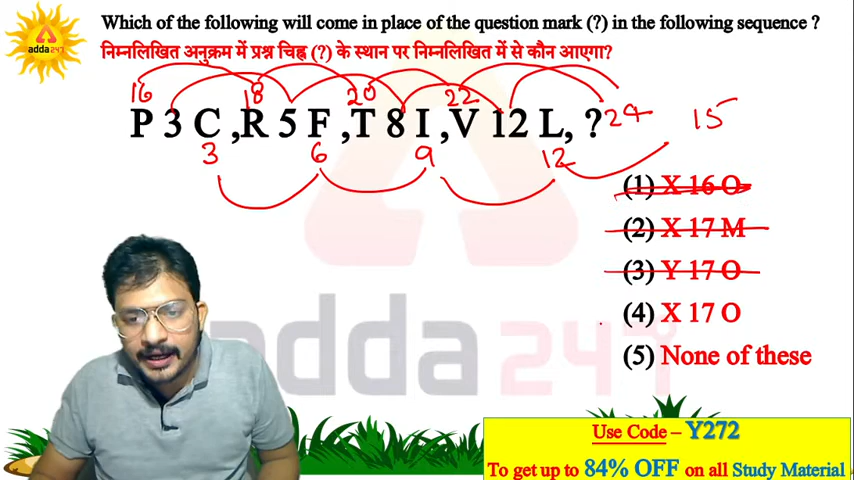 Which of the following will come in place of the question mark (?) in the following sequence ?
adda247
निम्नलिखित अनुक्रम में प्रश्न चिह्न (?) के स्थान पर निम्नलिखित में से कौन आएगा?
16 18 20 22
P 3 C ,R 5 F ,T 8 I ,V 12 L, ? 24 15
3 6 9 12
(1) X 16 O
(2) X 17 M
(3) Y 17 O
(4) X 17 O
(5) None of these
adda247
Use Code – Y272
To get up to 84% OFF on all Study Material